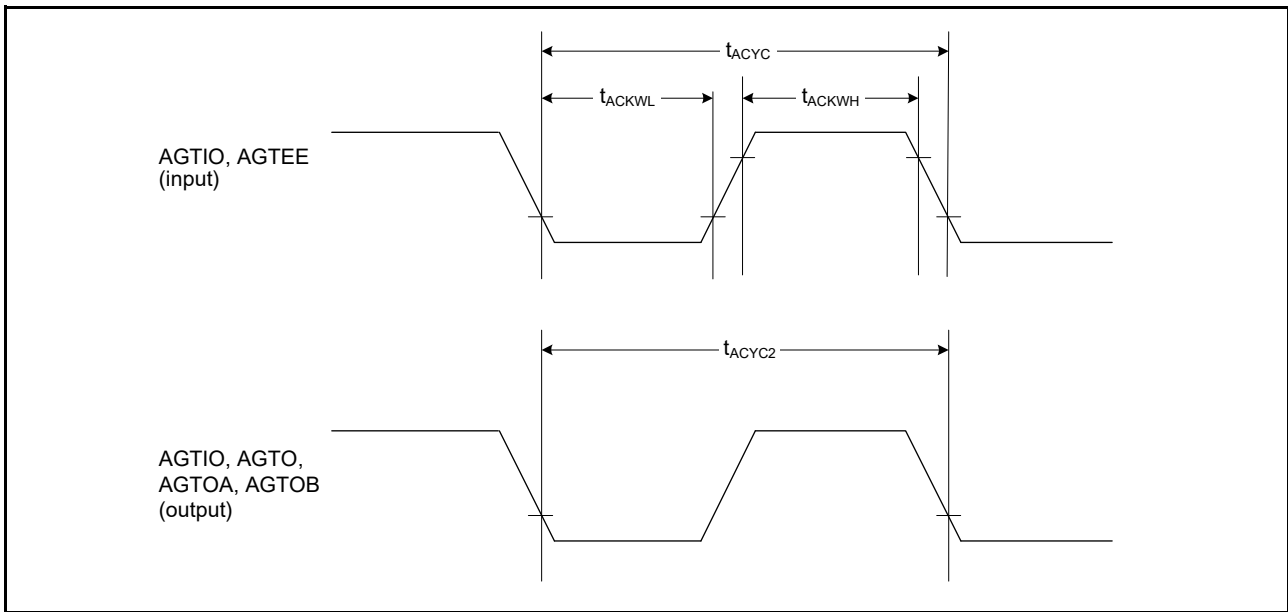 tACYC
tACKWL
tACKWH
AGTIO, AGTEE
(input)
tACYC2
AGTIO, AGTO,
AGTOA, AGTOB
(output)